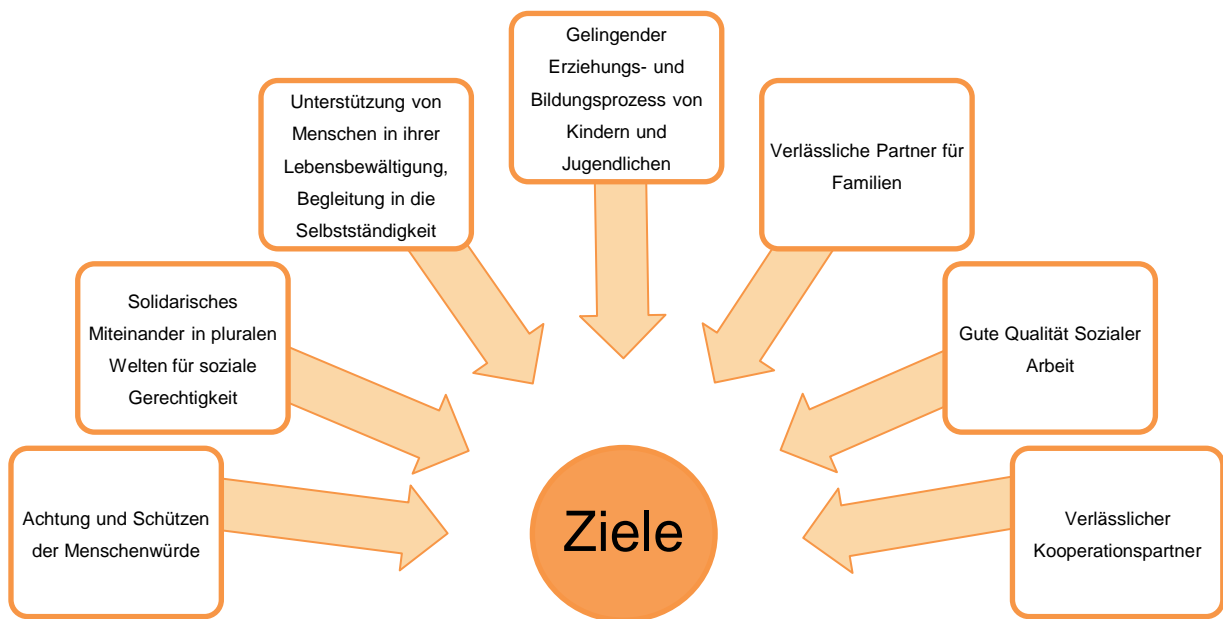 Gelingender
Erziehungs- und
Bildungsprozess von
Kindern und
Jugendlichen
Unterstützung von
Menschen in ihrer
Lebensbewältigung,
Begleitung in die
Selbstständigkeit
Verlässliche Partner für
Familien
Solidarisches
Miteinander in pluralen
Welten für soziale
Gerechtigkeit
Gute Qualität Sozialer
Arbeit
Achtung und Schützen
der Menschenwürde
Ziele
Verlässlicher
Kooperationspartner